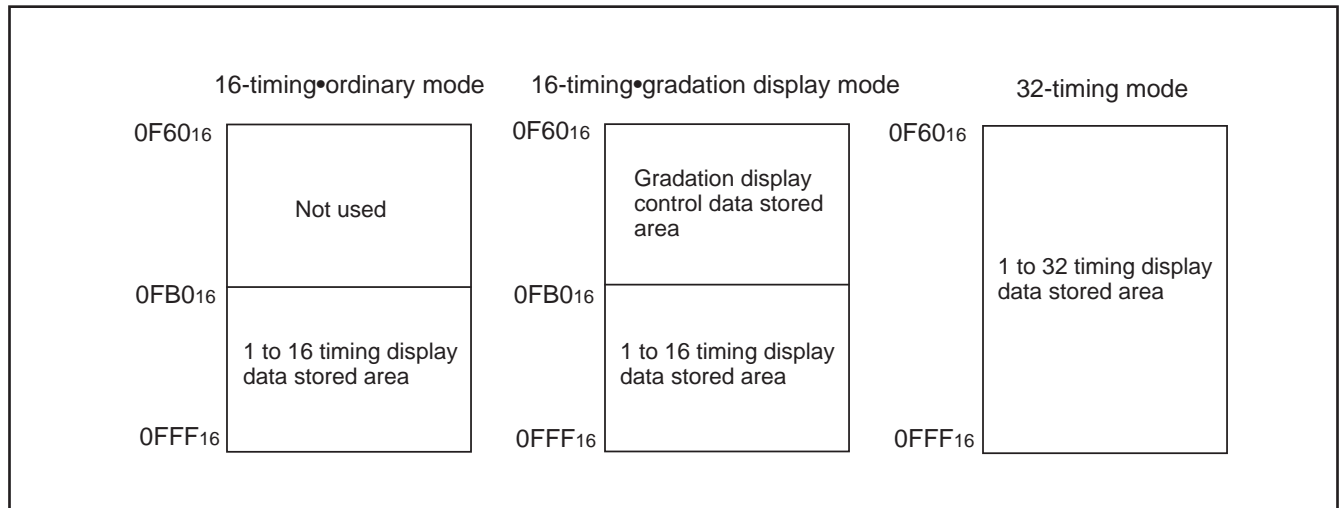 16-timing•ordinary mode
0F6016
Not used
0FB016
1 to 16 timing display
data stored area
0FFF16
16-timing•gradation display mode
0F6016
Gradation display
control data stored
area
0FB016
1 to 16 timing display
data stored area
0FFF16
32-timing mode
0F6016
1 to 32 timing display
data stored area
0FFF16